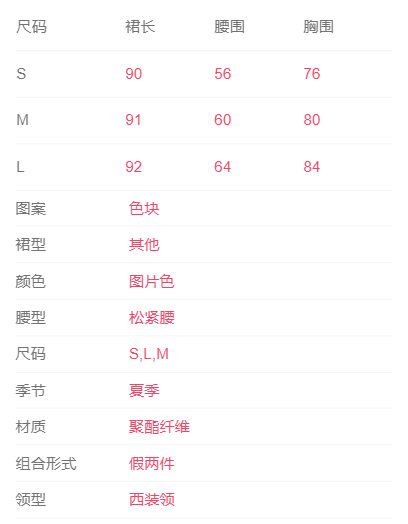 尺码 裙长 腰围 胸围
S 90 56 76
M 91 60 80
L 92 64 84
图案 色块
裙型 其他
颜色 图片色
腰型 松紧腰
尺码 S,L,M
季节 夏季
材质 聚酯纤维
组合形式 假两件
领型 西装领